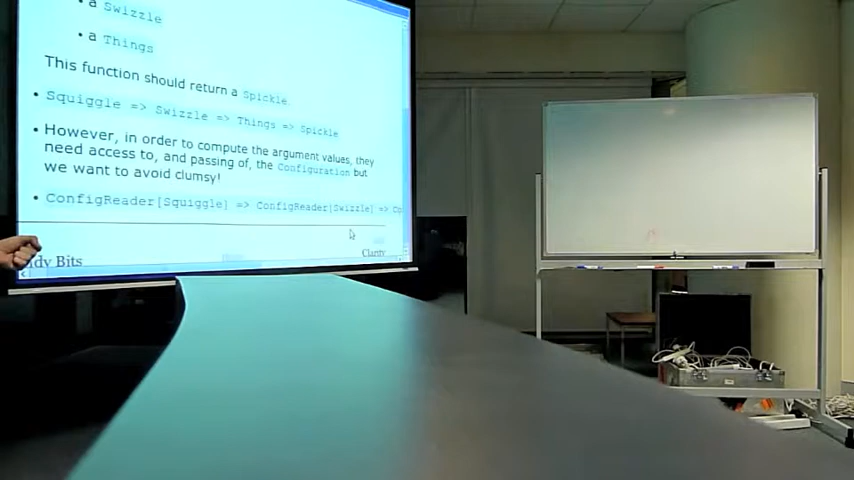 • a Swizzle
• a Things
This function should return a Spickle.
• Squiggle => Swizzle => Things => Spickle
• However, in order to compute the argument values, they
need access to, and passing of, the Configuration but
we want to avoid clumsy!
• ConfigReader[Squiggle] => ConfigReader[Swizzle] => Co
dy Bits
Clarity